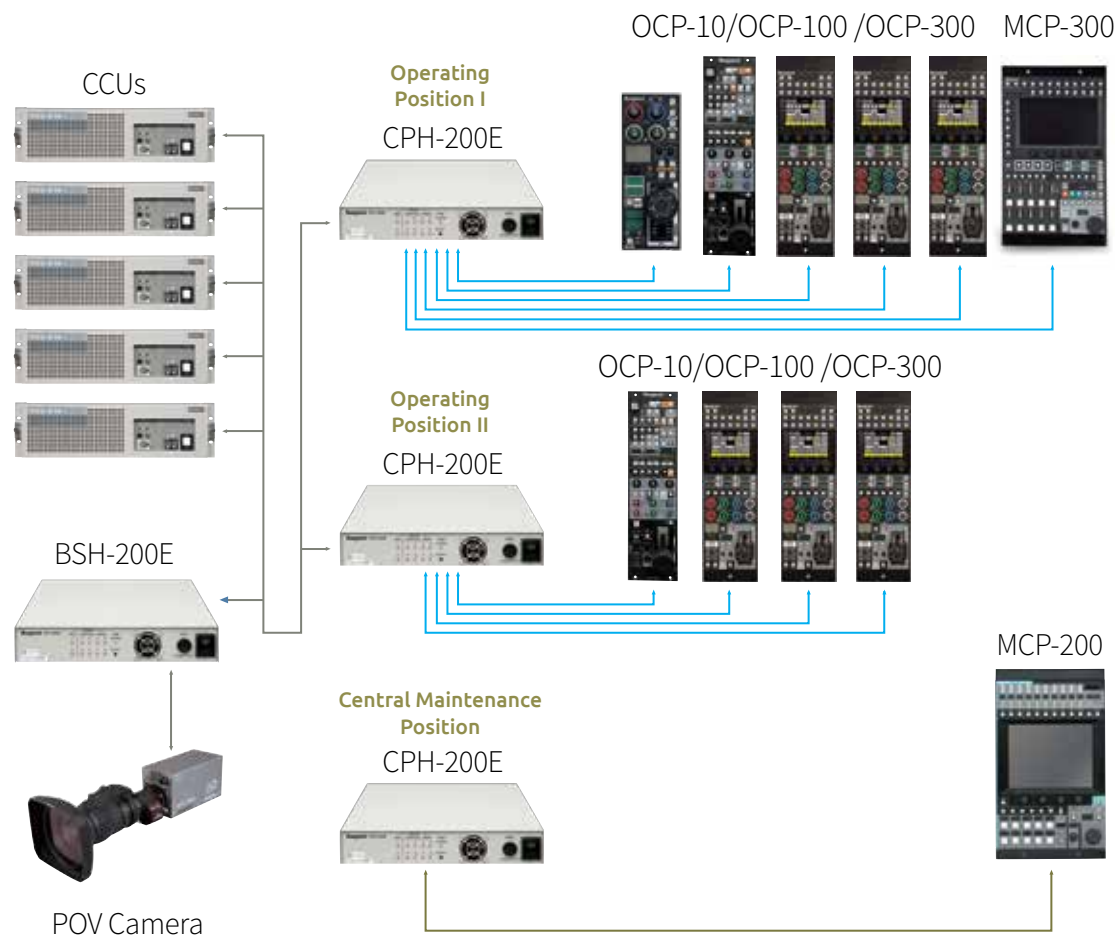 OCP-10/OCP-100 /OCP-300
MCP-300
CCUs
Operating
Position I
CPH-200E
OCP-10/OCP-100 /OCP-300
Operating
Position II
CPH-200E
BSH-200E
MCP-200
Central Maintenance
Position
CPH-200E
POV Camera